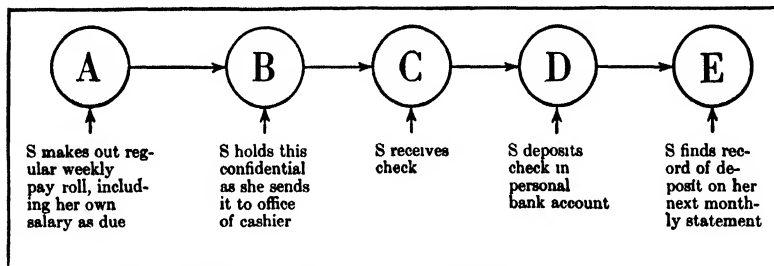 A B C D E
S makes out reg-
ular weekly
pay roll, includ-
ing her own
salary as due
S holds this
confidential
as she sends
it to office
of cashier
S receives
check
S deposits
check in
personal
bank account
S finds rec-
ord of de-
posit on her
next month-
ly statement